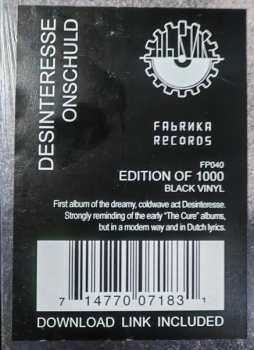 DESINTERESSE
ONSCHULD
FAbRИKA
RECORDS
FP040
EDITION OF 1000
BLACK VINYL
First album of the dreamy, coldwave act Desinteresse.
Strongly reminding of the early "The Cure" albums,
but in a modern way and in Dutch lyrics.
7 14770 07183 1
DOWNLOAD LINK INCLUDED